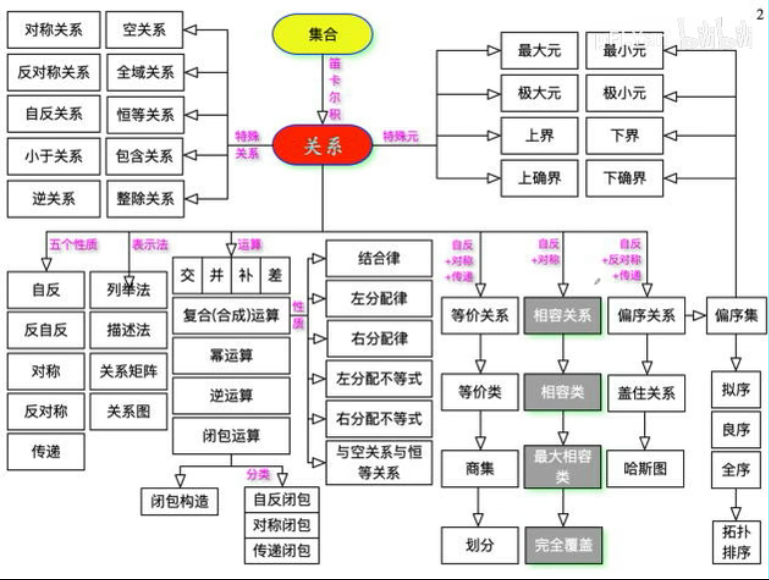 2
对称关系 空关系
反对称关系 全域关系
自反关系 恒等关系
小于关系 包含关系
逆关系 整除关系
集合
笛卡尔积
特殊关系
关系
特殊元
最大元 最小元
极大元 极小元
上界 下界
上确界 下确界
五个性质
自反
反自反
对称
反对称
传递
表示法
列举法
描述法
关系矩阵
关系图
运算
交 并 补 差
复合(合成)运算
幂运算
逆运算
闭包运算
分类
闭包构造
自反闭包
对称闭包
传递闭包
性质
结合律
左分配律
右分配律
左分配不等式
右分配不等式
与空关系与恒
等关系
自反
+对称
+传递
等价关系
等价类
商集
划分
自反
+对称
相容关系
相容类
最大相容
类
完全覆盖
自反
+反对称
+传递
偏序关系
盖住关系
哈斯图
偏序集
拟序
良序
全序
拓扑
排序